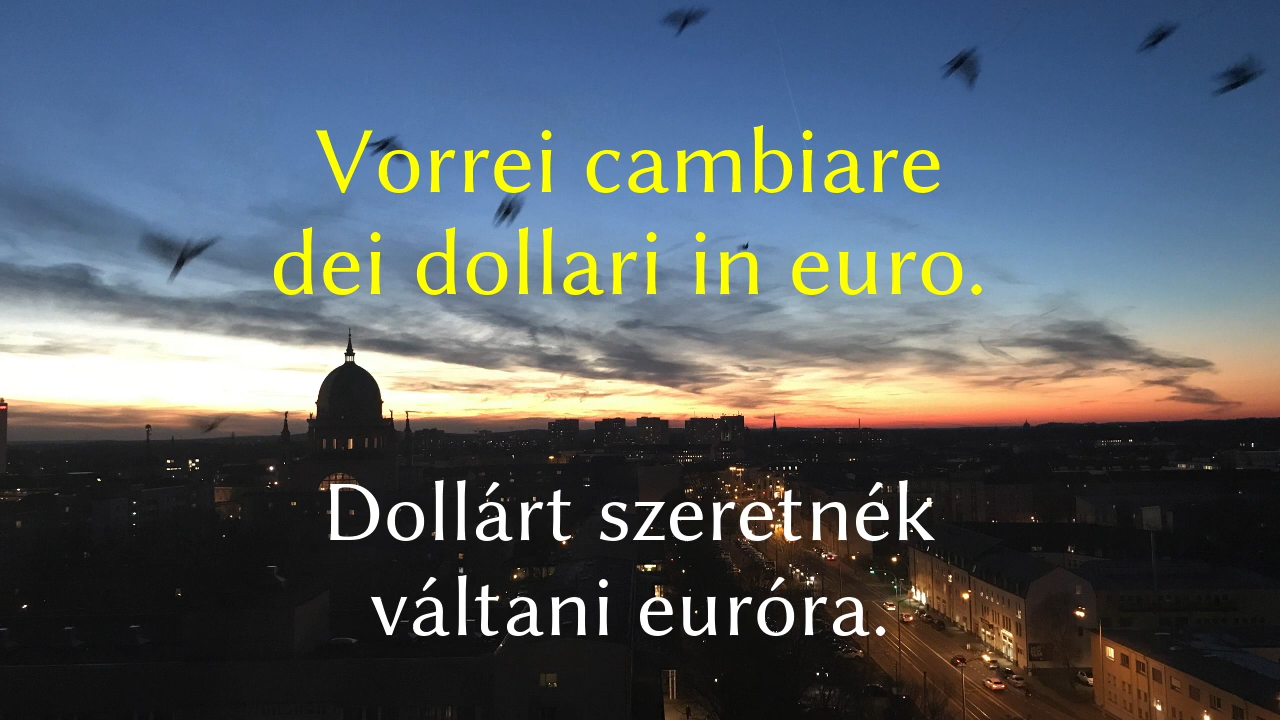 Vorrei cambiare
dei dollari in euro.
Dollárt szeretnék
váltani euróra.